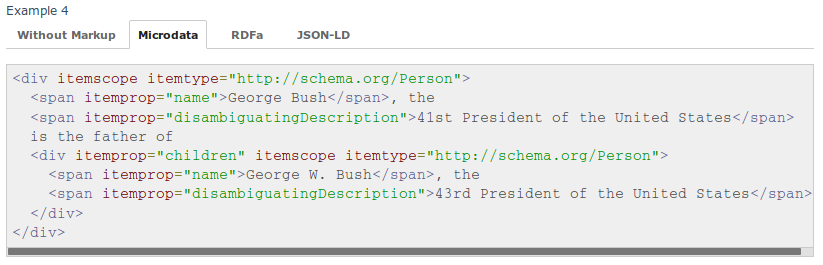 Example 4
Without Markup Microdata RDFa JSON-LD
<div itemscope itemtype="http://schema.org/Person">
  <span itemprop="name">George Bush</span>, the
  <span itemprop="disambiguatingDescription">41st President of the United States</span>
  is the father of
  <div itemprop="children" itemscope itemtype="http://schema.org/Person">
    <span itemprop="name">George W. Bush</span>, the
    <span itemprop="disambiguatingDescription">43rd President of the United States</span>
  </div>
</div>